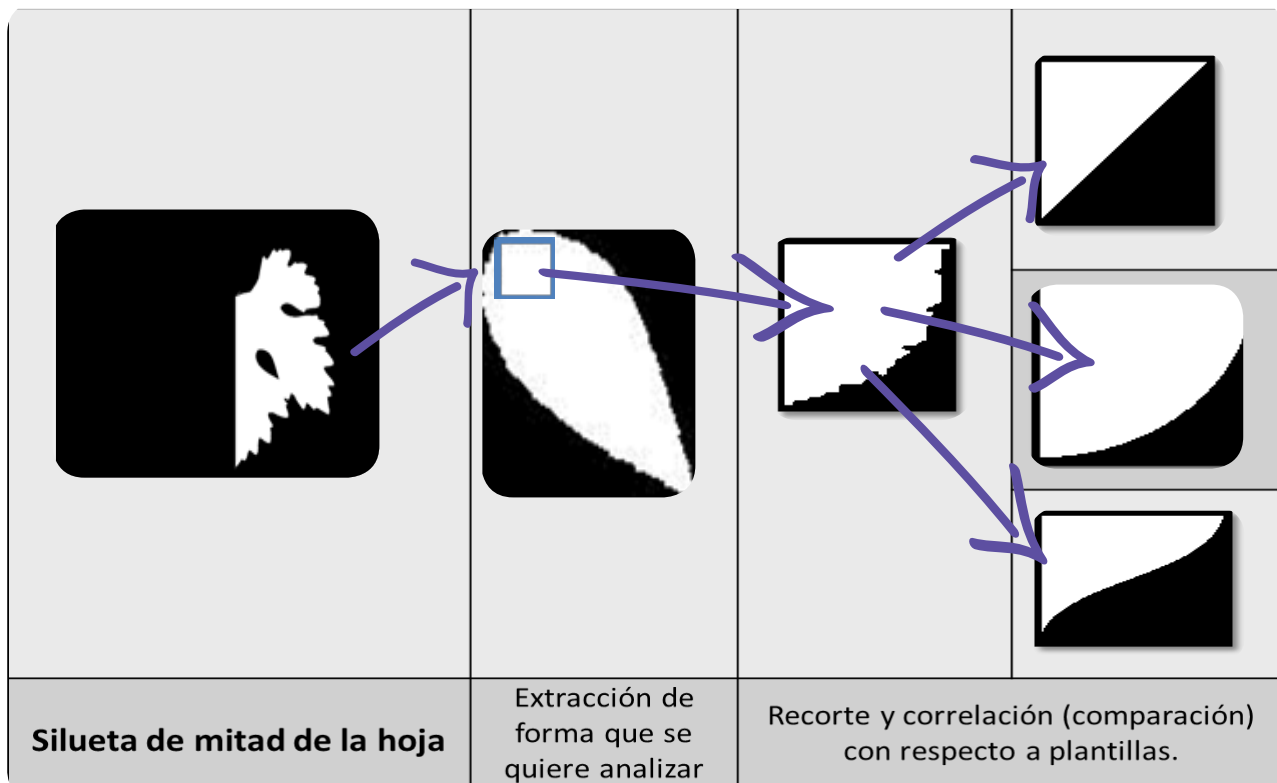 Silueta de mitad de la hoja
Extracción de
forma que se
quiere analizar
Recorte y correlación (comparación)
con respecto a plantillas.